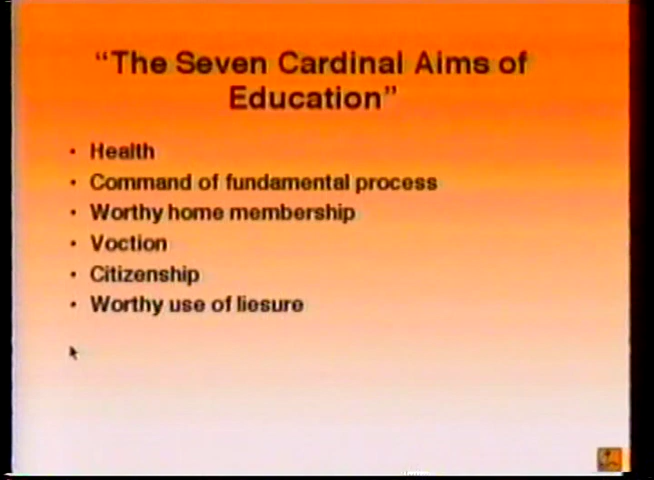 “The Seven Cardinal Aims of
Education”
• Health
• Command of fundamental process
• Worthy home membership
• Voction
• Citizenship
• Worthy use of liesure